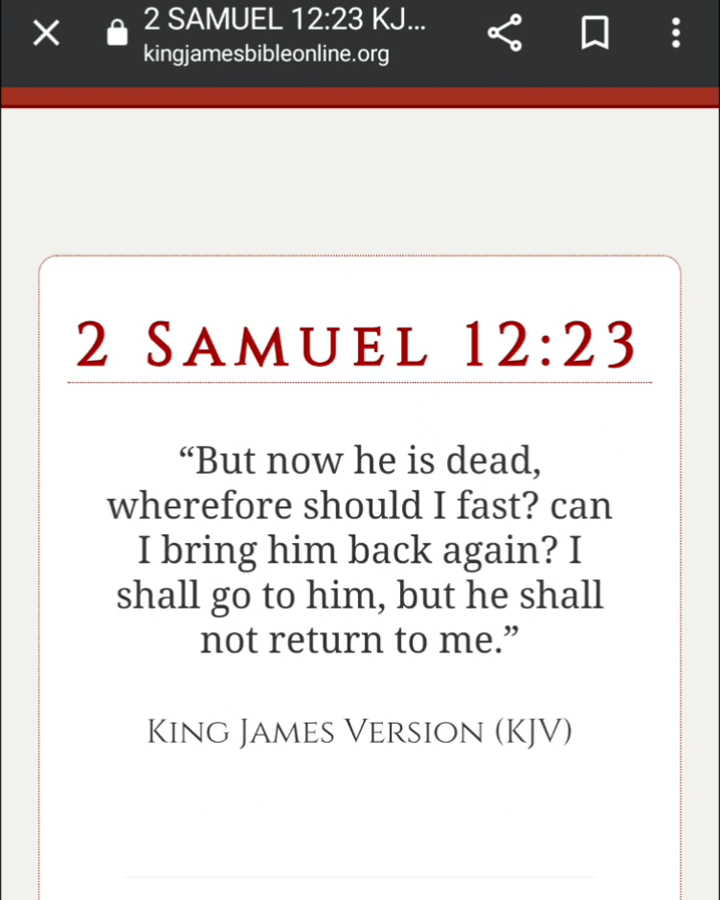 2 SAMUEL 12:23 KJ...
kingjamesbibleonline.org
2 SAMUEL 12:23
“But now he is dead,
wherefore should I fast? can
I bring him back again? I
shall go to him, but he shall
not return to me.”
KING JAMES VERSION (KJV)